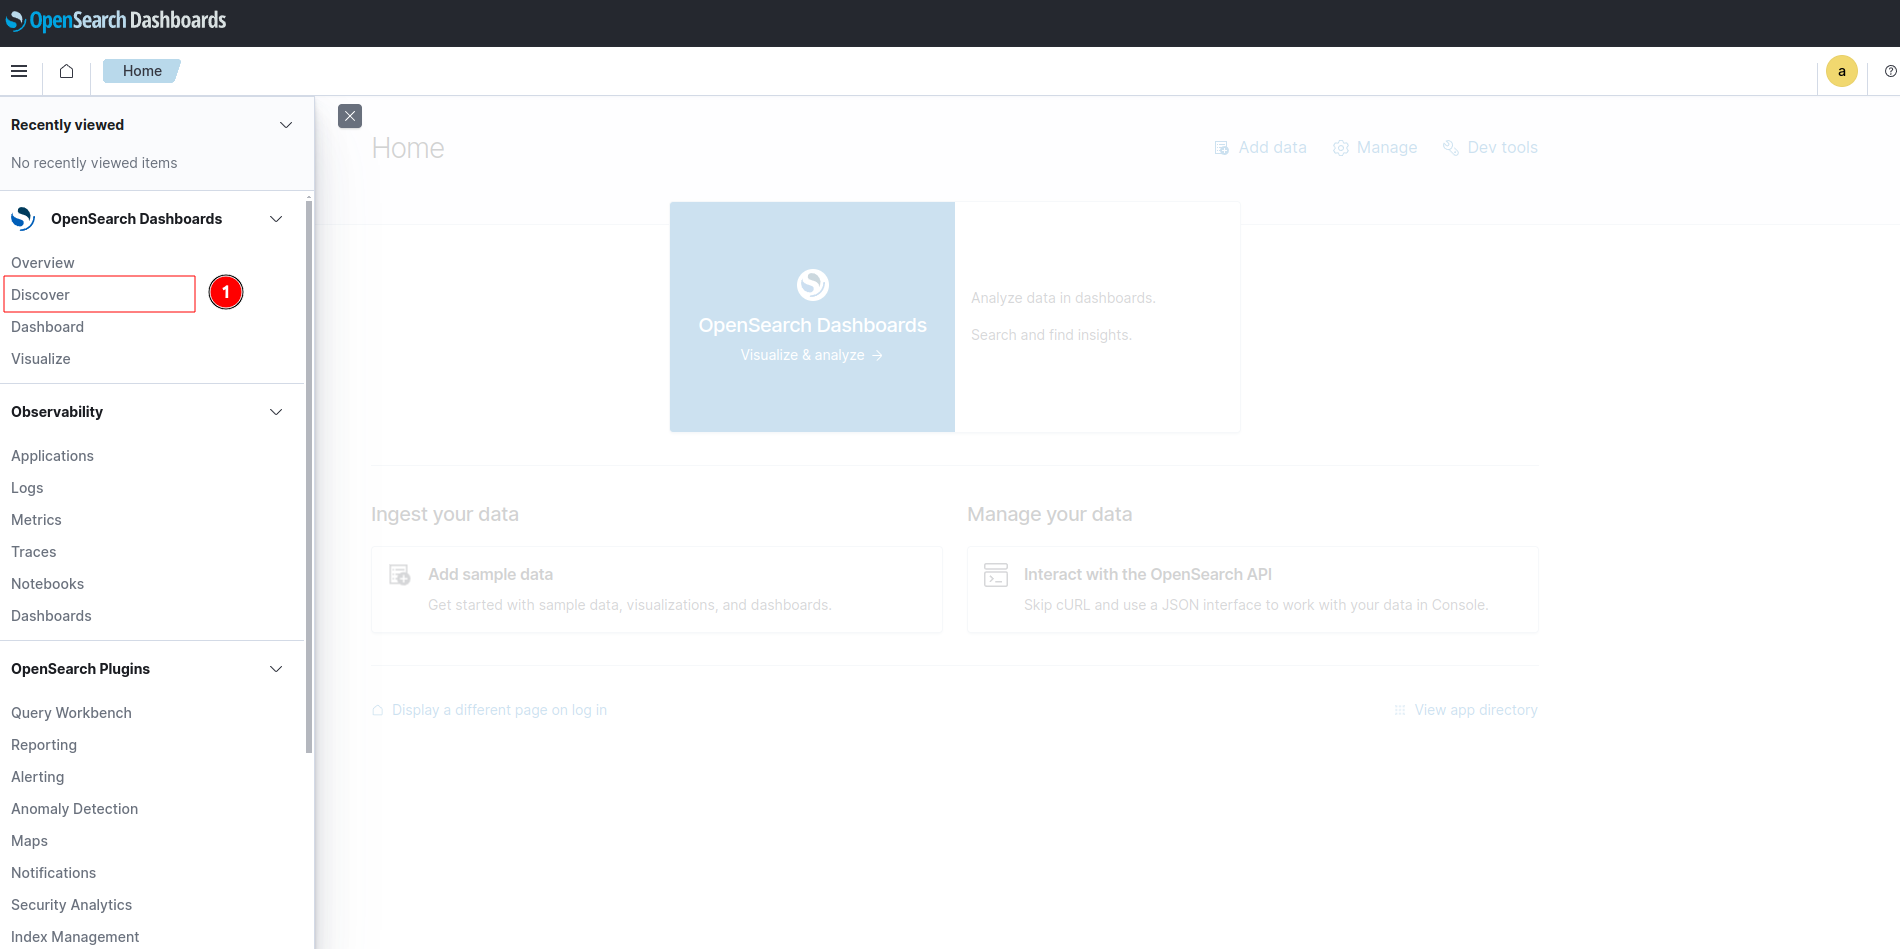 OpenSearch Dashboards
Home
a
Recently viewed
No recently viewed items
OpenSearch Dashboards
Overview
Discover
1
Dashboard
Visualize
Observability
Applications
Logs
Metrics
Traces
Notebooks
Dashboards
OpenSearch Plugins
Query Workbench
Reporting
Alerting
Anomaly Detection
Maps
Notifications
Security Analytics
Index Management
Home
Add data
Manage
Dev tools
OpenSearch Dashboards
Visualize & analyze →
Analyze data in dashboards.
Search and find insights.
Ingest your data
Add sample data
Get started with sample data, visualizations, and dashboards.
Manage your data
Interact with the OpenSearch API
Skip cURL and use a JSON interface to work with your data in Console.
Display a different page on log in
View app directory